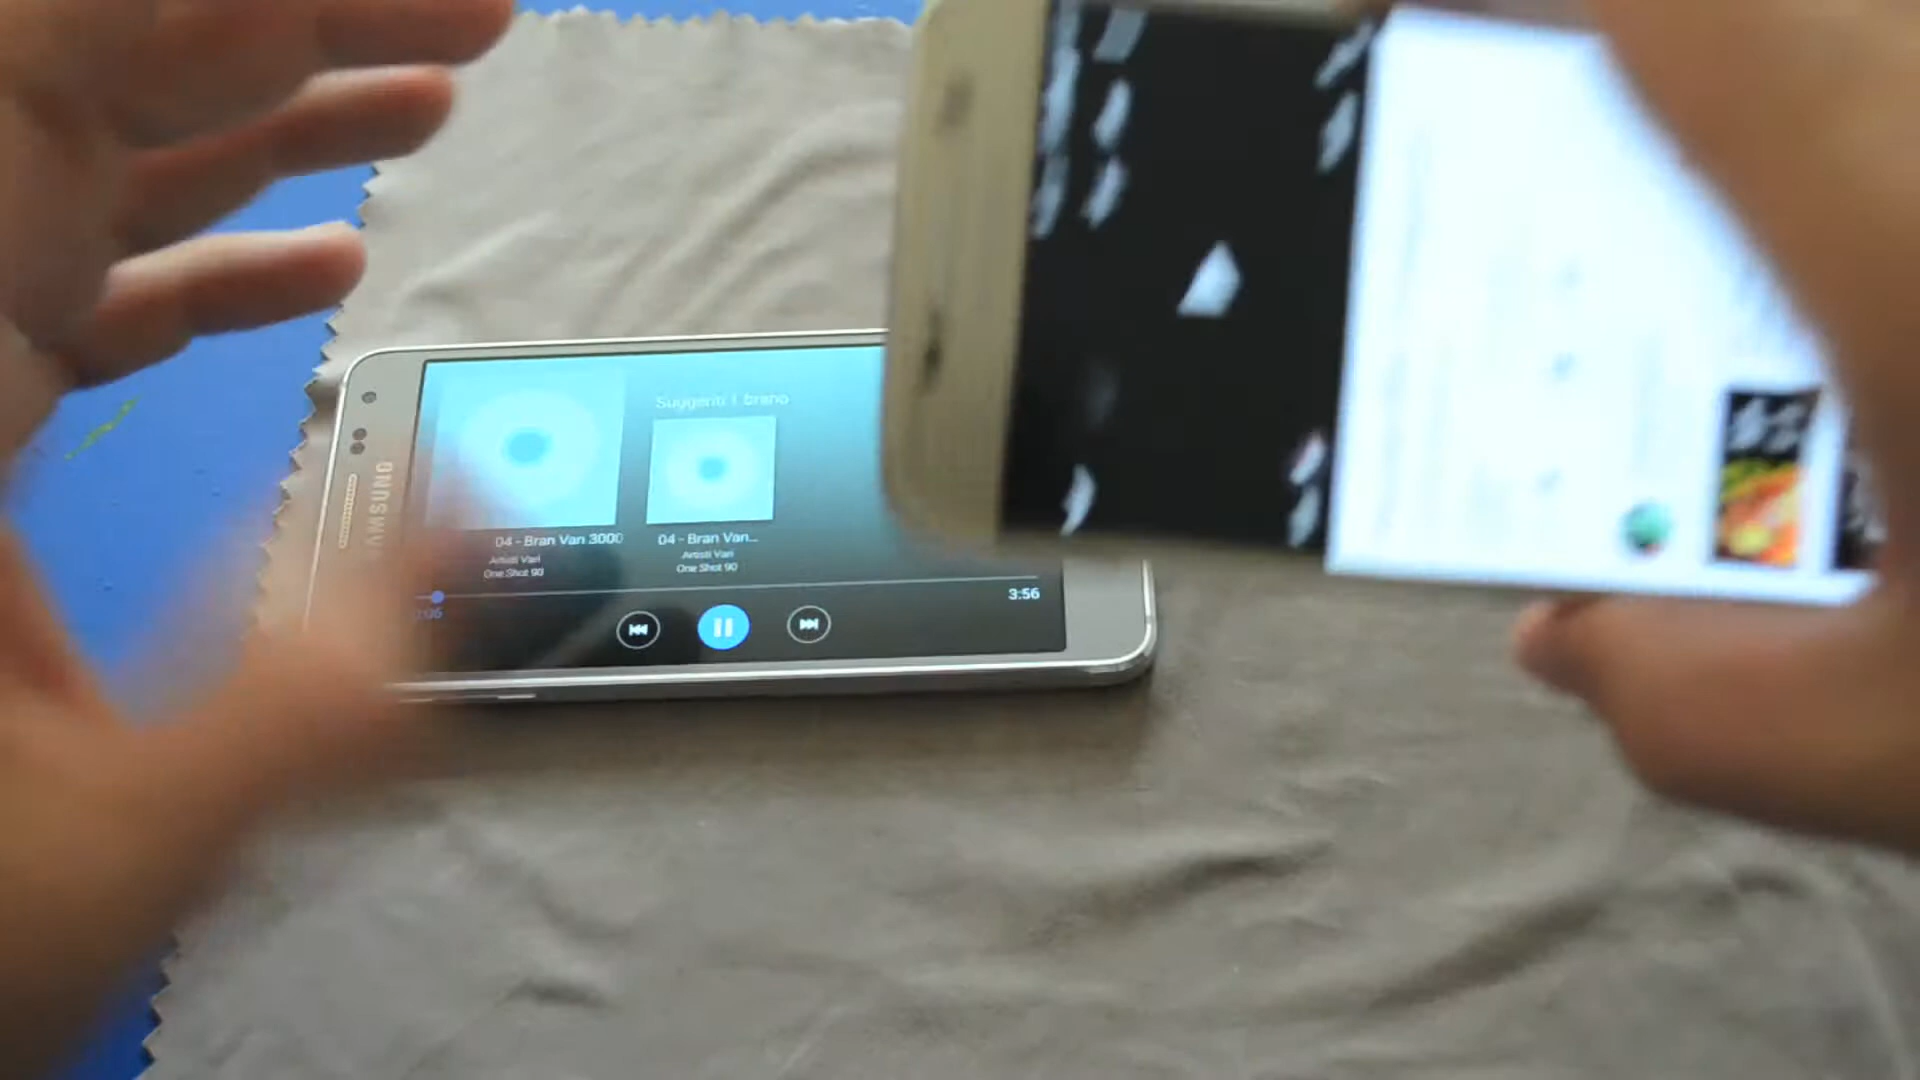 SAMSUNG
Suggeriti 1 brano
04 - Bran Van 3000
Artisti Vari
One Shot 90
04 - Bran Van...
Artisti Vari
One Shot 90
3:56